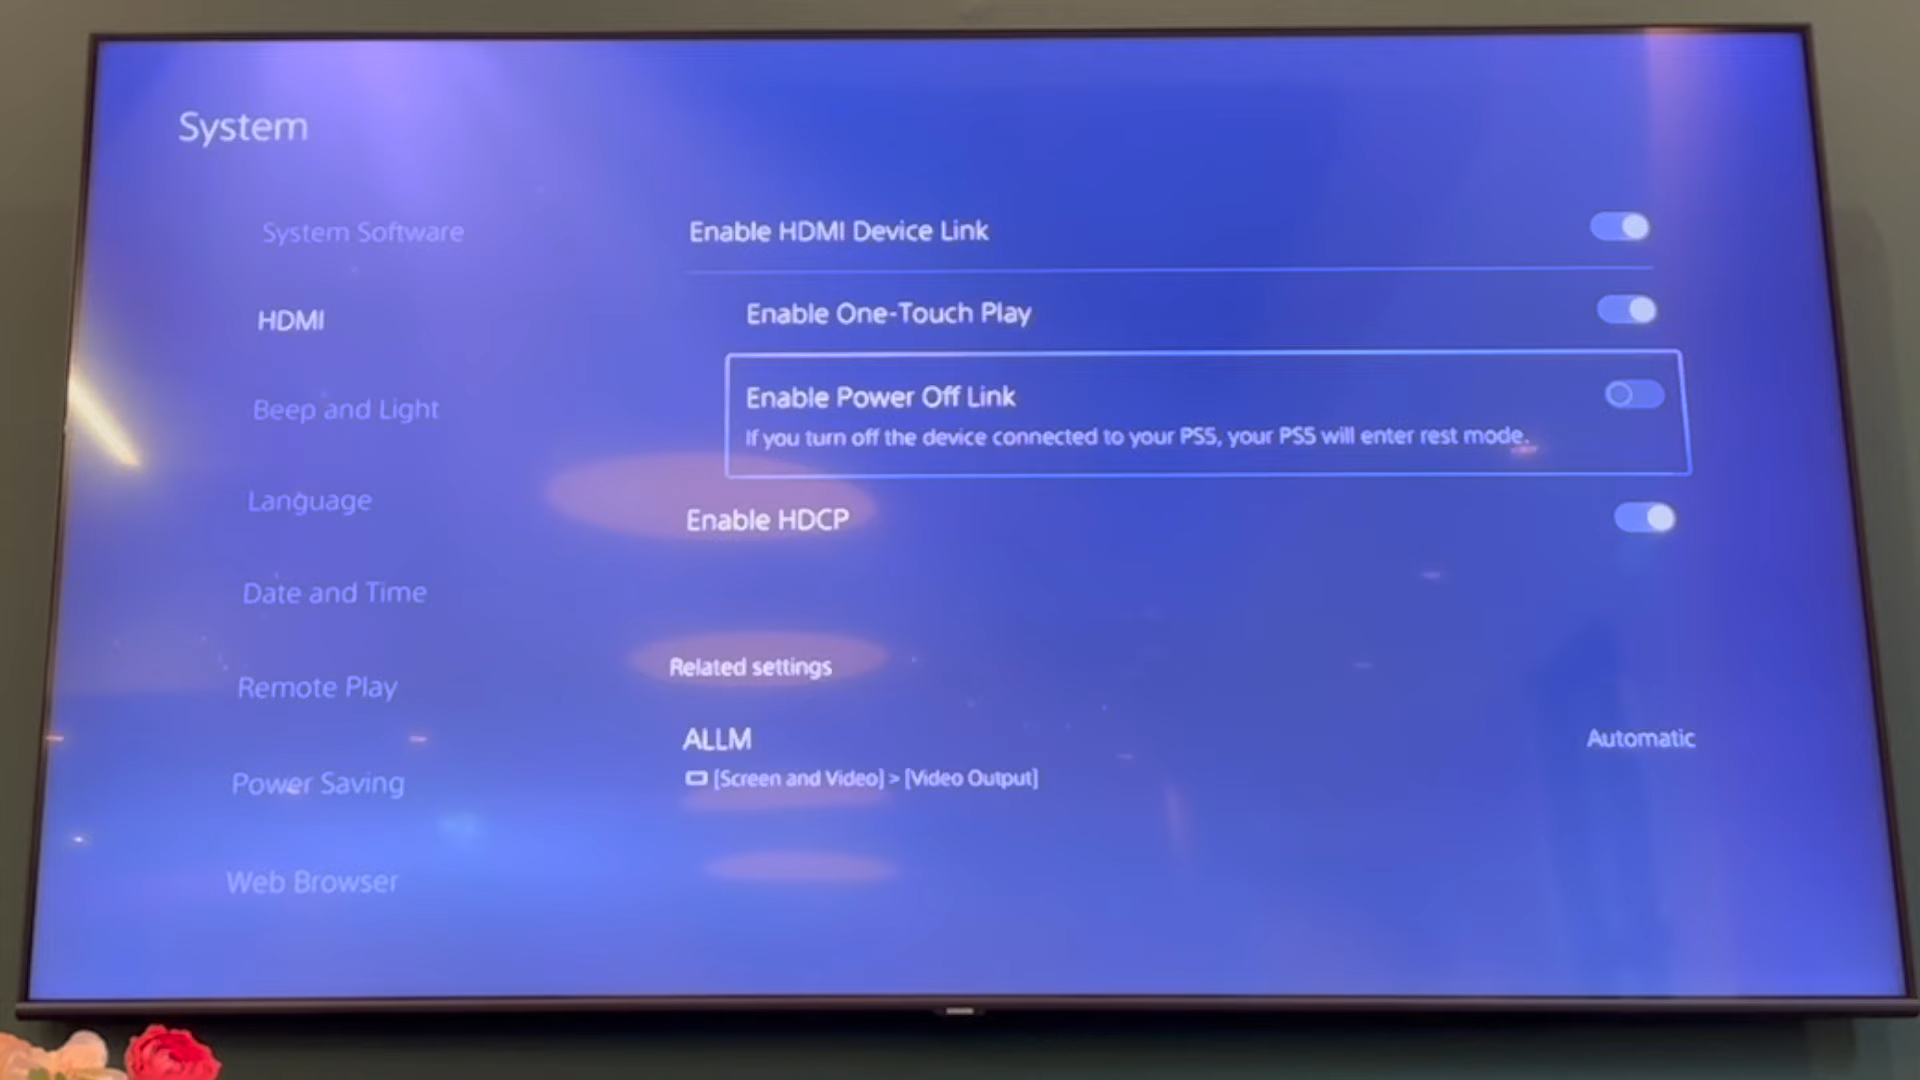 System
System Software
HDMI
Beep and Light
Language
Date and Time
Remote Play
Power Saving
Web Browser
Enable HDMI Device Link
Enable One-Touch Play
Enable Power Off Link
If you turn off the device connected to your PS5, your PS5 will enter rest mode.
Enable HDCP
Related settings
ALLM
Automatic
[Screen and Video] > [Video Output]